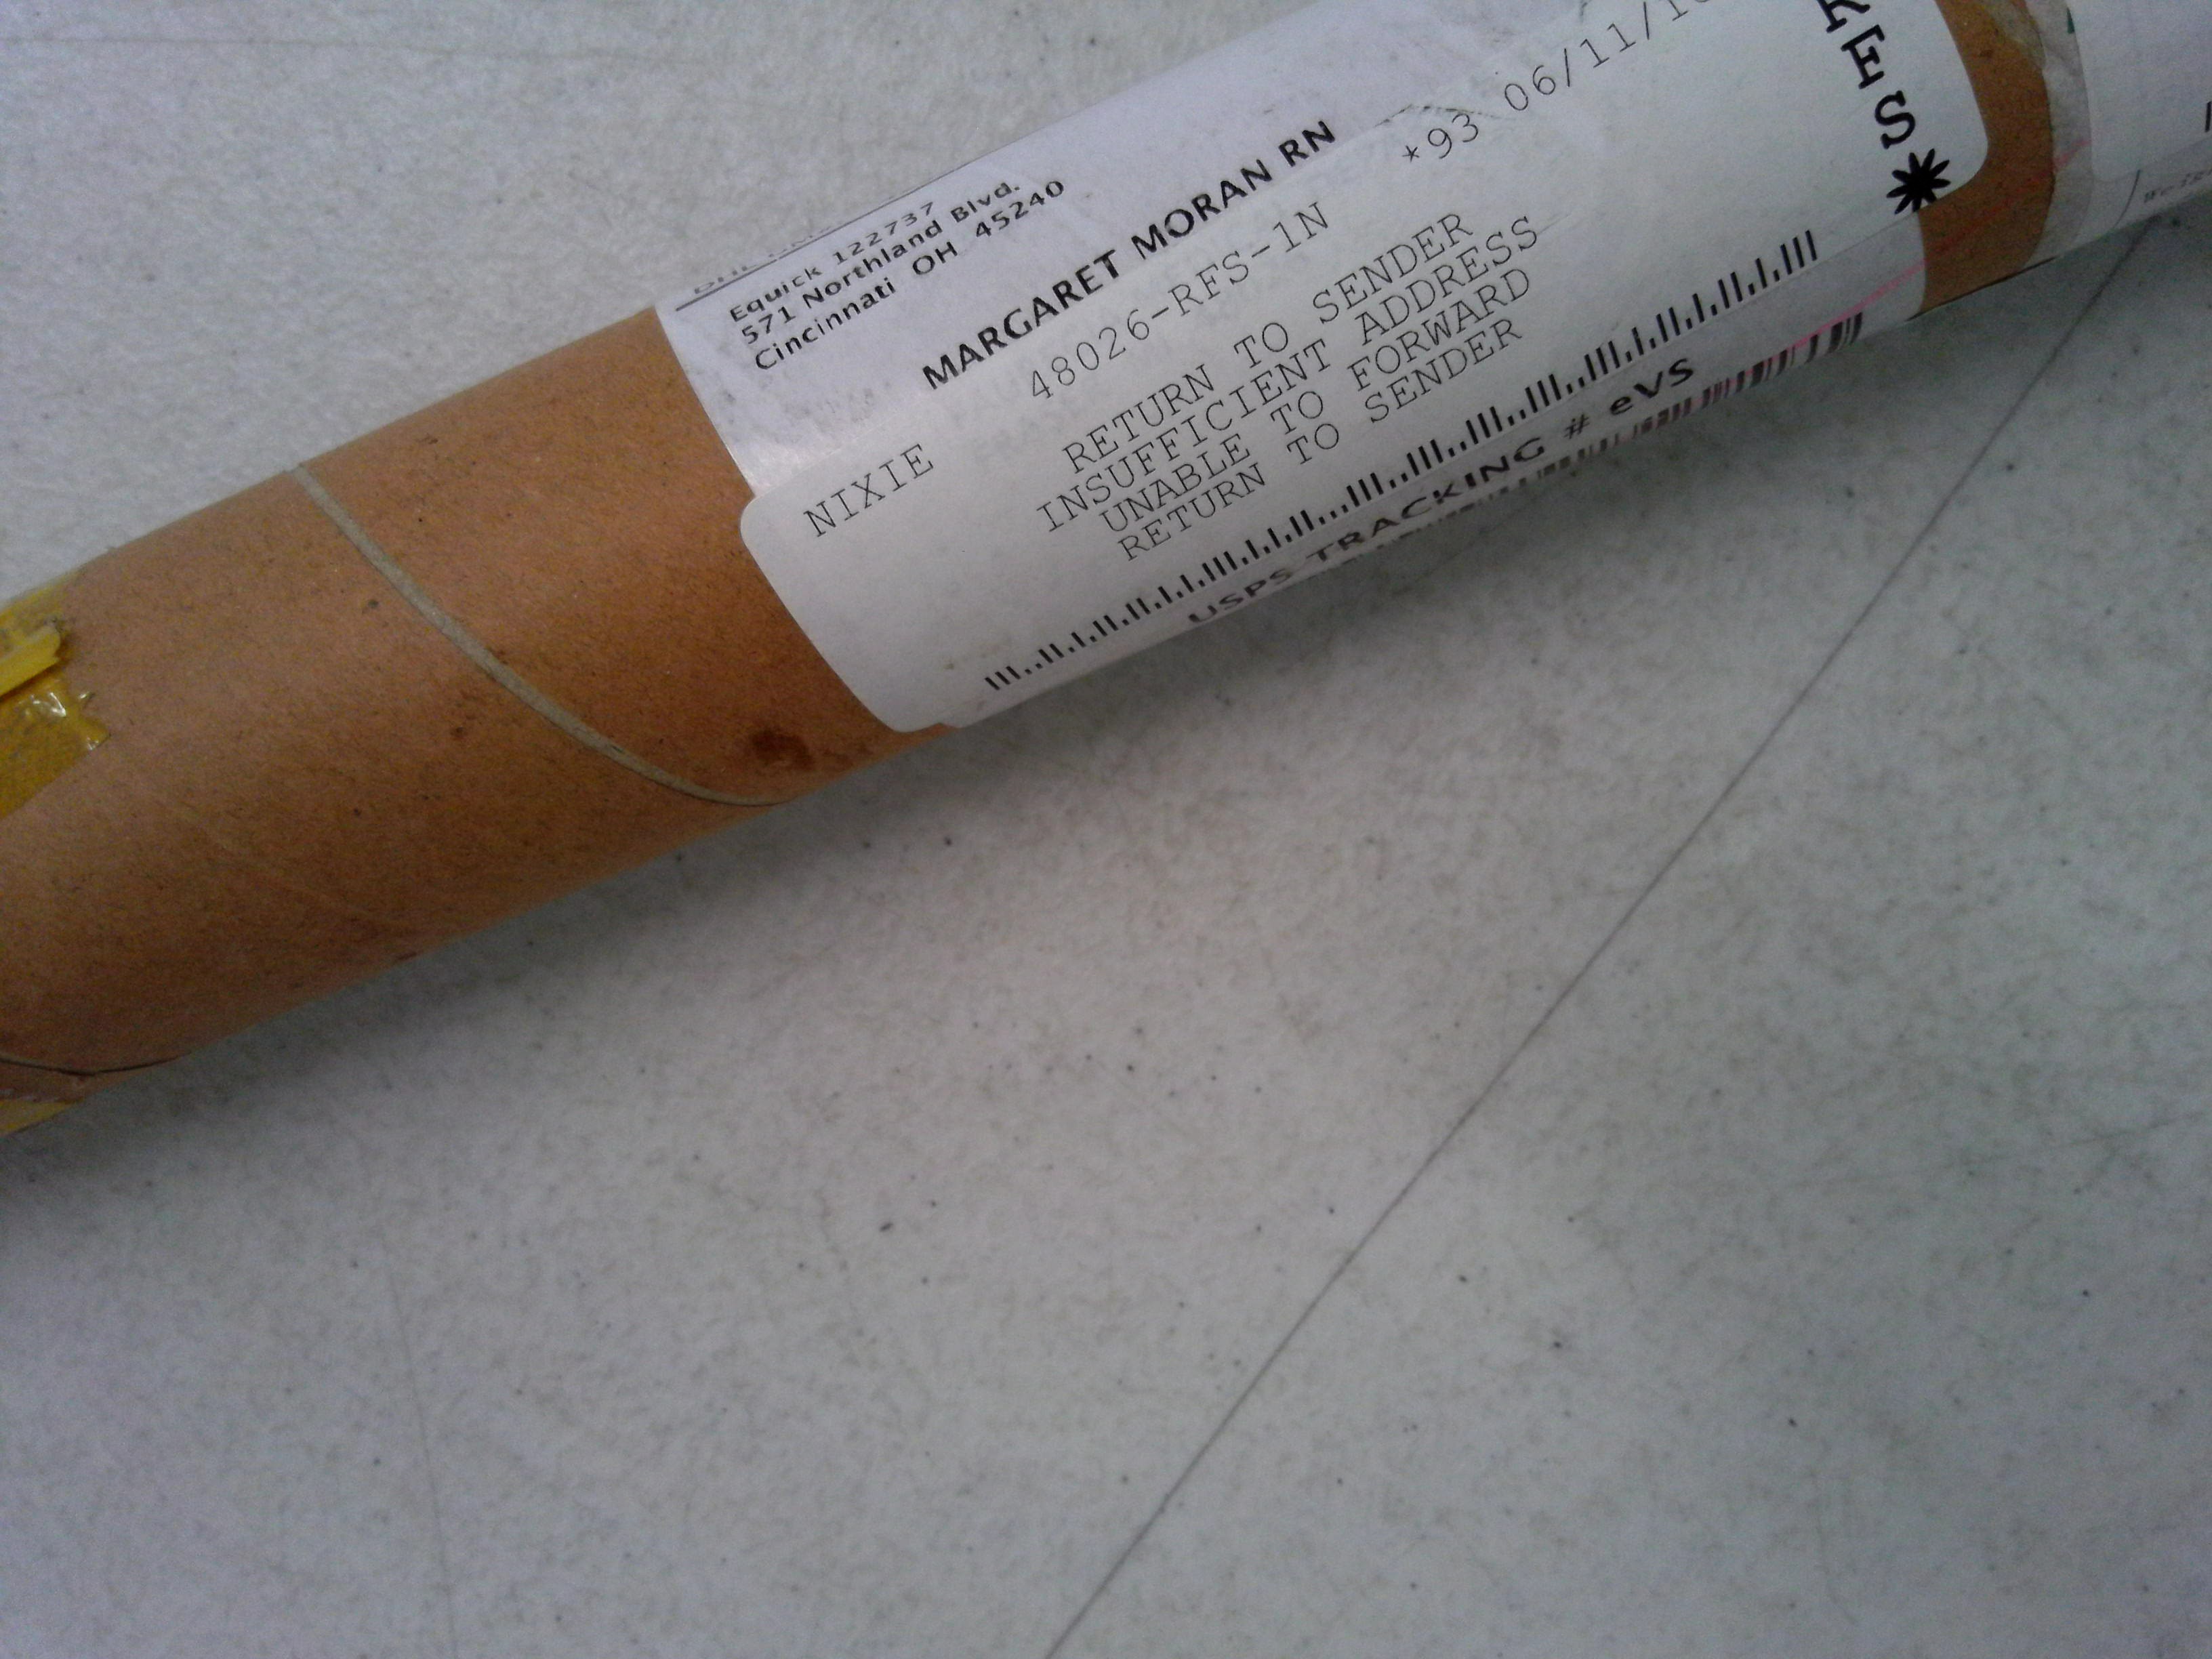 Equick 122737
571 Northland Blvd.
Cincinnati OH 45240
MARGARET MORAN RN
48026-RFS-1N *93 06/11/1
NIXIE
RETURN TO SENDER
INSUFFICIENT ADDRESS
UNABLE TO FORWARD
RETURN TO SENDER
USPS TRACKING # eVS
RES*